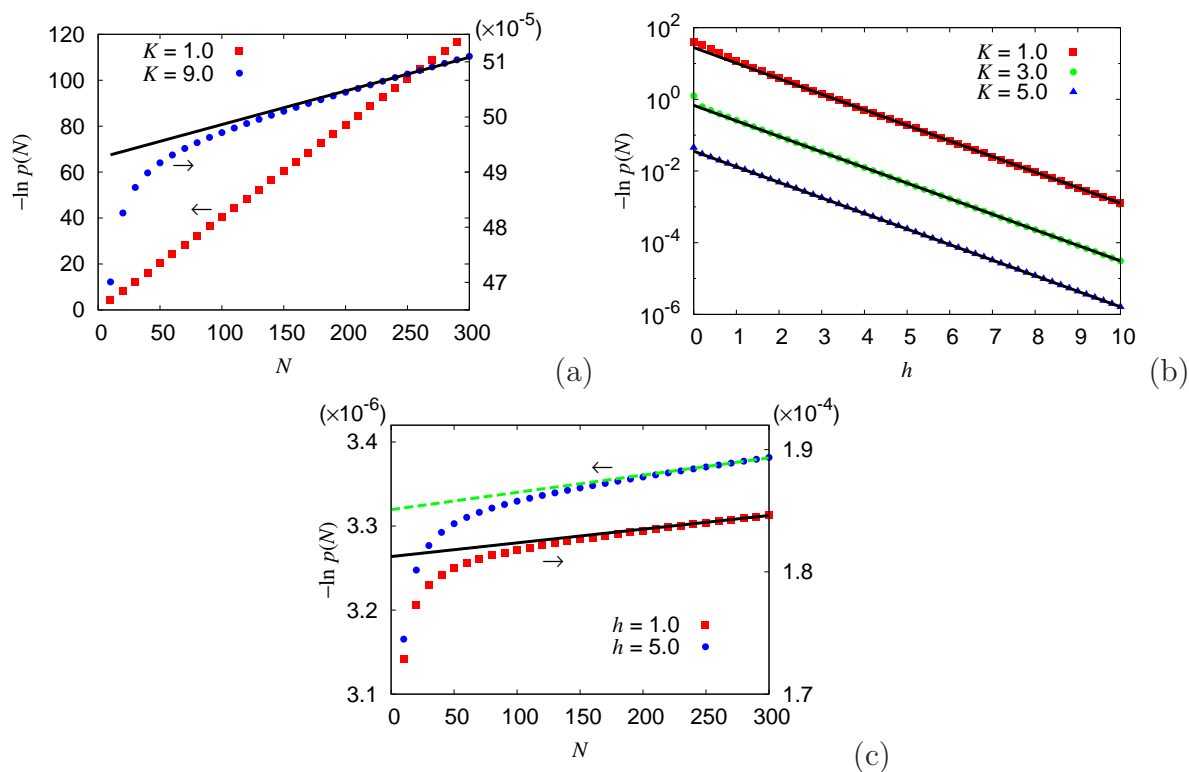 (×10⁻⁵)
120
100
80
60
40
20
0
−ln p(N)
K = 1.0
K = 9.0
→
←
51
50
49
48
47
0 50 100 150 200 250 300
N
(a)
10²
10⁰
10⁻²
10⁻⁴
10⁻⁶
−ln p(N)
K = 1.0
K = 3.0
K = 5.0
0 1 2 3 4 5 6 7 8 9 10
h
(b)
(×10⁻⁶)
(×10⁻⁴)
3.4
3.3
3.2
3.1
−ln p(N)
←
→
h = 1.0
h = 5.0
1.9
1.8
1.7
0 50 100 150 200 250 300
N
(c)